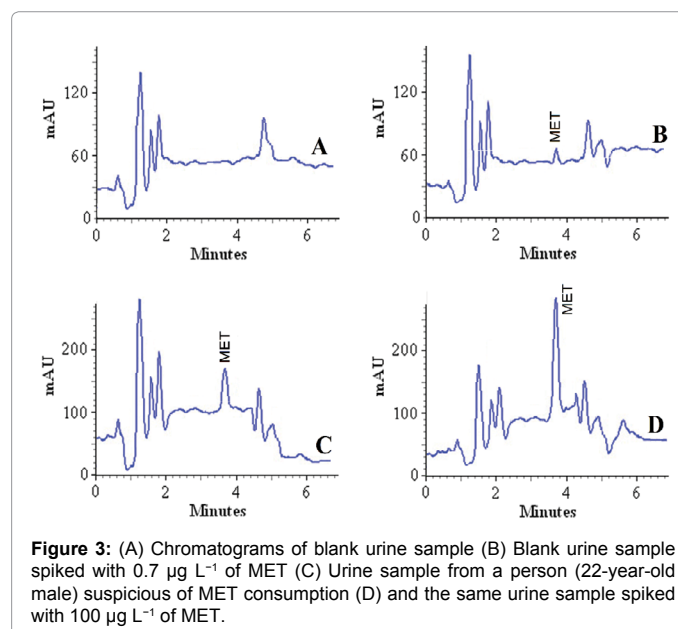 120
60
0
mAU
A
0 2 4 6
Minutes
120
60
0
mAU
MET
B
0 2 4 6
Minutes
200
100
0
mAU
MET
C
0 2 4 6
Minutes
200
100
0
mAU
MET
D
0 2 4 6
Minutes
Figure 3: (A) Chromatograms of blank urine sample (B) Blank urine sample
spiked with 0.7 µg L⁻¹ of MET (C) Urine sample from a person (22-year-old
male) suspicious of MET consumption (D) and the same urine sample spiked
with 100 µg L⁻¹ of MET.